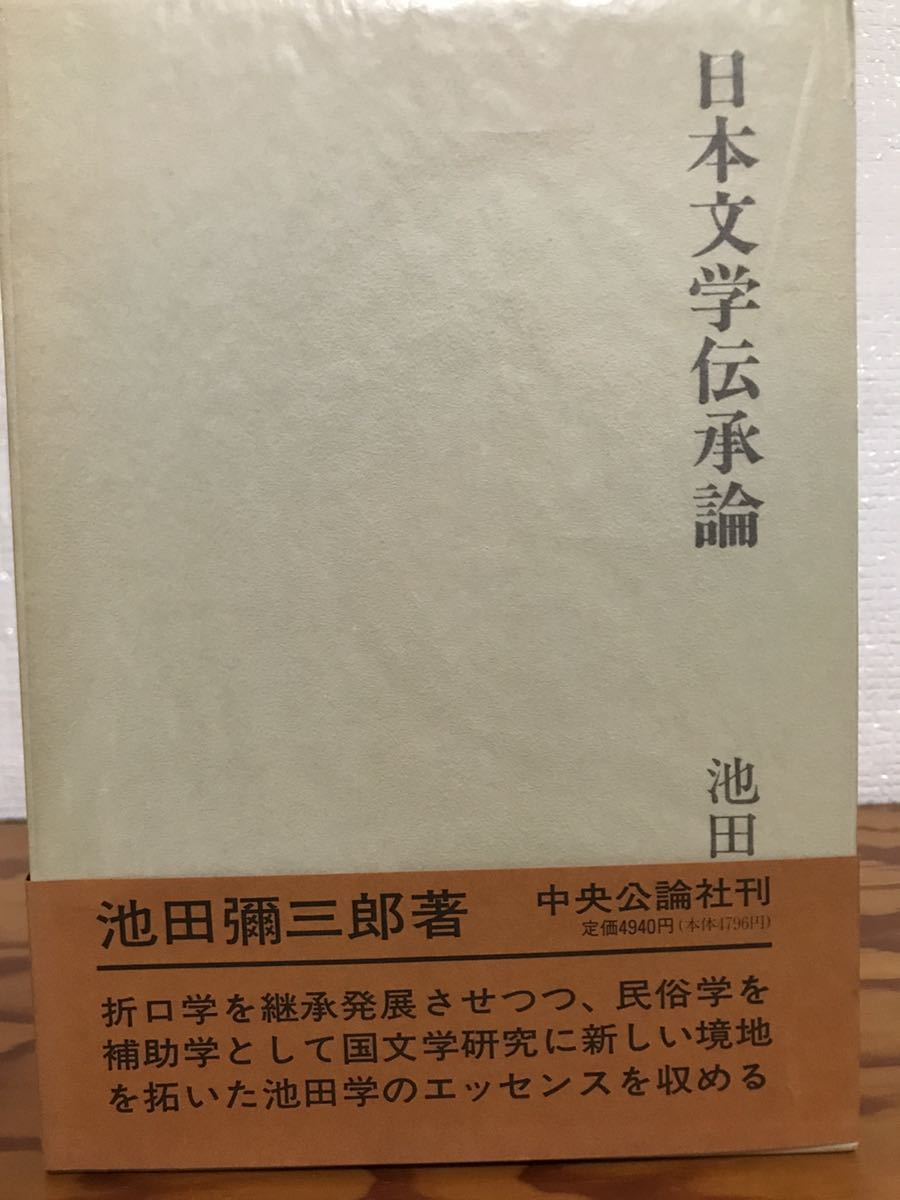 日本文学伝承論
池田
池田彌三郎著
中央公論社刊
定価4940円(本体4796円)
折口学を継承発展させつつ、民俗学を
補助学として国文学研究に新しい境地
を拓いた池田学のエッセンスを収める